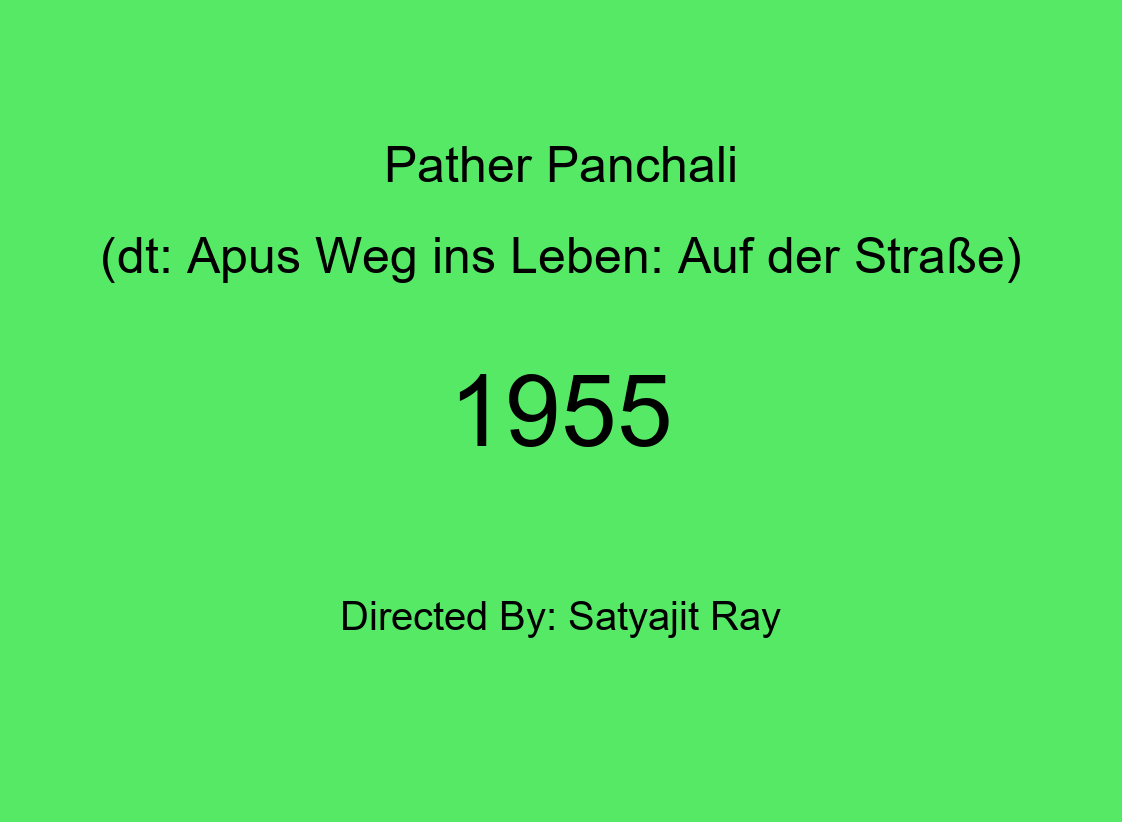 Pather Panchali
(dt: Apus Weg ins Leben: Auf der Straße)
1955
Directed By: Satyajit Ray